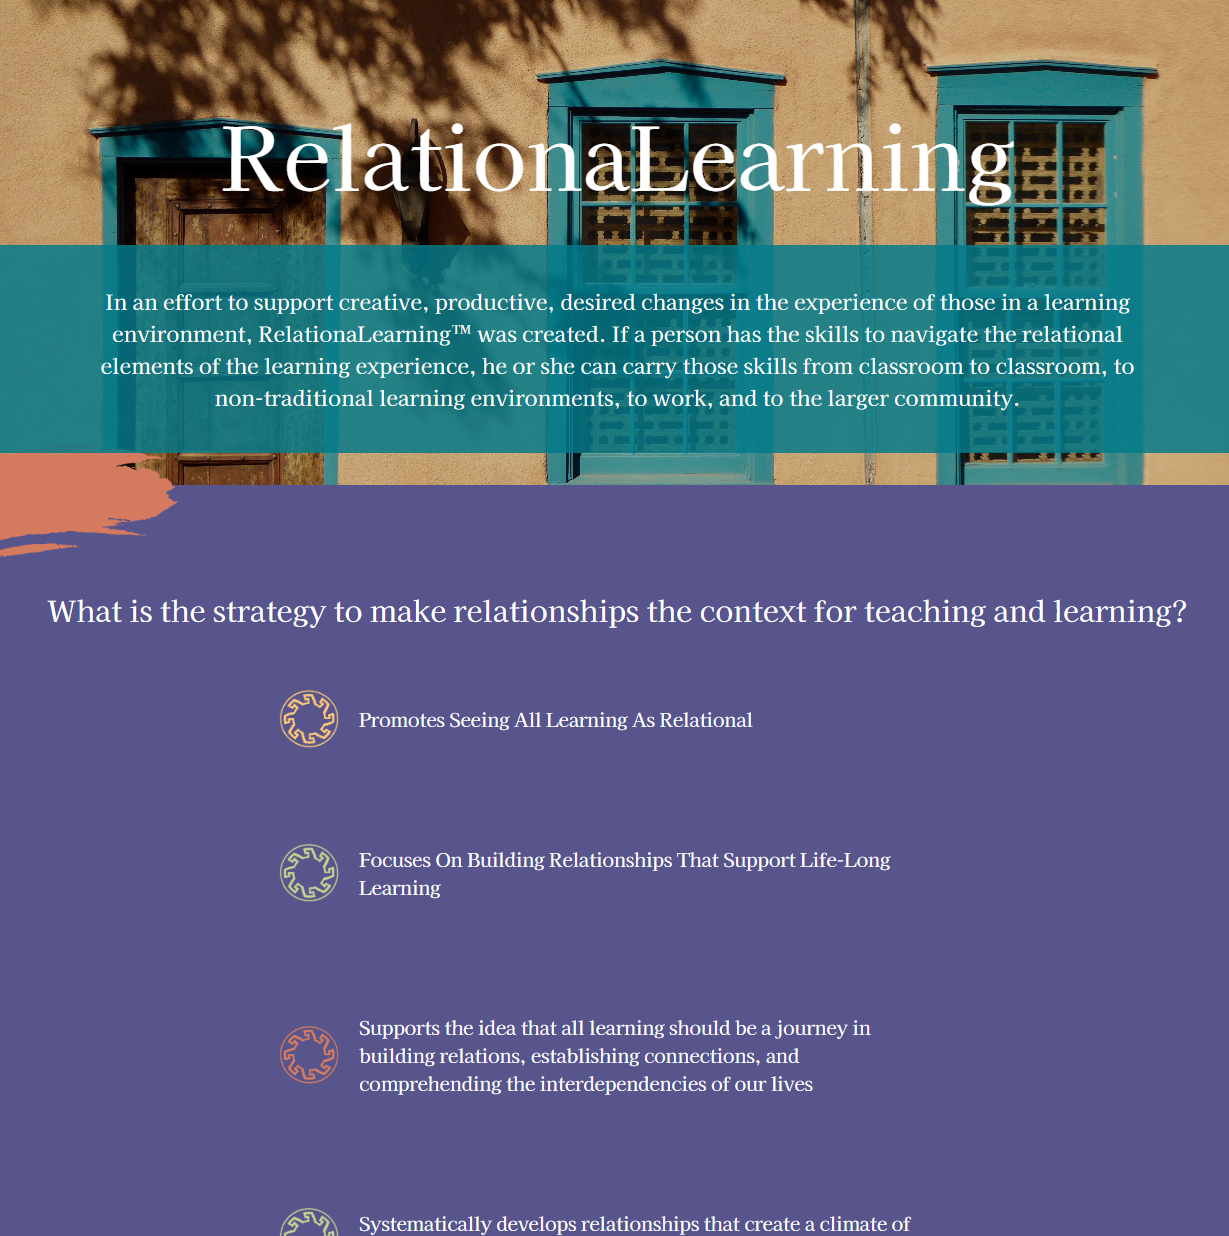 RelationaLearning
In an effort to support creative, productive, desired changes in the experience of those in a learning
environment, RelationaLearning™ was created. If a person has the skills to navigate the relational
elements of the learning experience, he or she can carry those skills from classroom to classroom, to
non-traditional learning environments, to work, and to the larger community.
What is the strategy to make relationships the context for teaching and learning?
Promotes Seeing All Learning As Relational
Focuses On Building Relationships That Support Life-Long
Learning
Supports the idea that all learning should be a journey in
building relations, establishing connections, and
comprehending the interdependencies of our lives
Systematically develops relationships that create a climate of